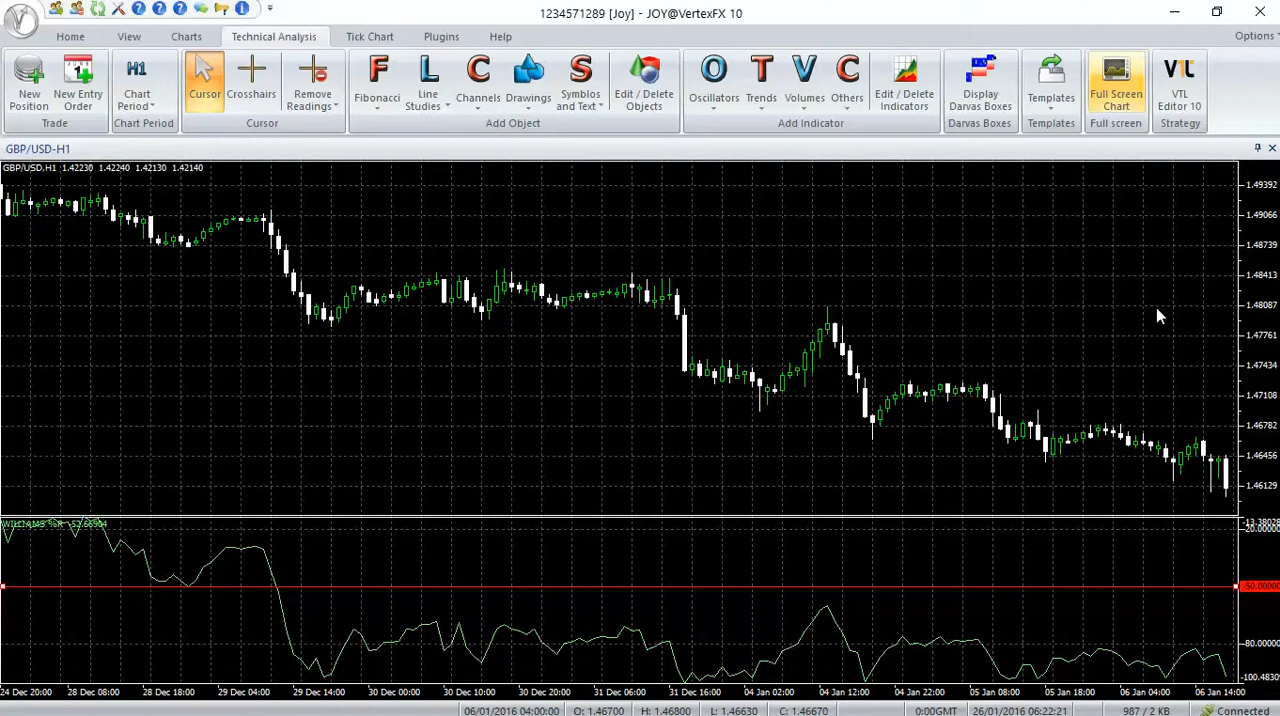 1234571289 [Joy] - JOY@VertexFX 10
Home View Charts Technical Analysis Tick Chart Plugins Help Options
New Position
New Entry Order
Trade
H1
Chart Period
Chart Period
Cursor
Crosshairs
Remove Readings
Cursor
F
Fibonacci
L
Line Studies
C
Channels
Drawings
S
Symbols and Text
Edit / Delete Objects
Add Object
O
Oscillators
T
Trends
V
Volumes
C
Others
Edit / Delete Indicators
Add Indicator
Display Darvas Boxes
Darvas Boxes
Templates
Templates
Full Screen Chart
Full screen
VTL
VTL Editor 10
Strategy
GBP/USD-H1
GBP/USD,H1 1.42230 1.42240 1.42130 1.42140
1.49392
1.49066
1.48739
1.48413
1.48087
1.47761
1.47434
1.47108
1.46782
1.46455
1.46129
WILLIAMS %R
-50.0000
-80.00000
-100.4830
24 Dec 20:00 28 Dec 08:00 28 Dec 18:00 29 Dec 04:00 29 Dec 14:00 30 Dec 00:00 30 Dec 10:00 30 Dec 20:00 31 Dec 06:00 31 Dec 16:00 04 Jan 02:00 04 Jan 12:00 04 Jan 22:00 05 Jan 08:00 05 Jan 18:00 06 Jan 04:00 06 Jan 14:00
06/01/2016 04:00:00 O: 1.46700 H: 1.46800 L: 1.46630 C: 1.46670 0:00GMT 26/01/2016 06:22:21 987 / 2 KB Connected